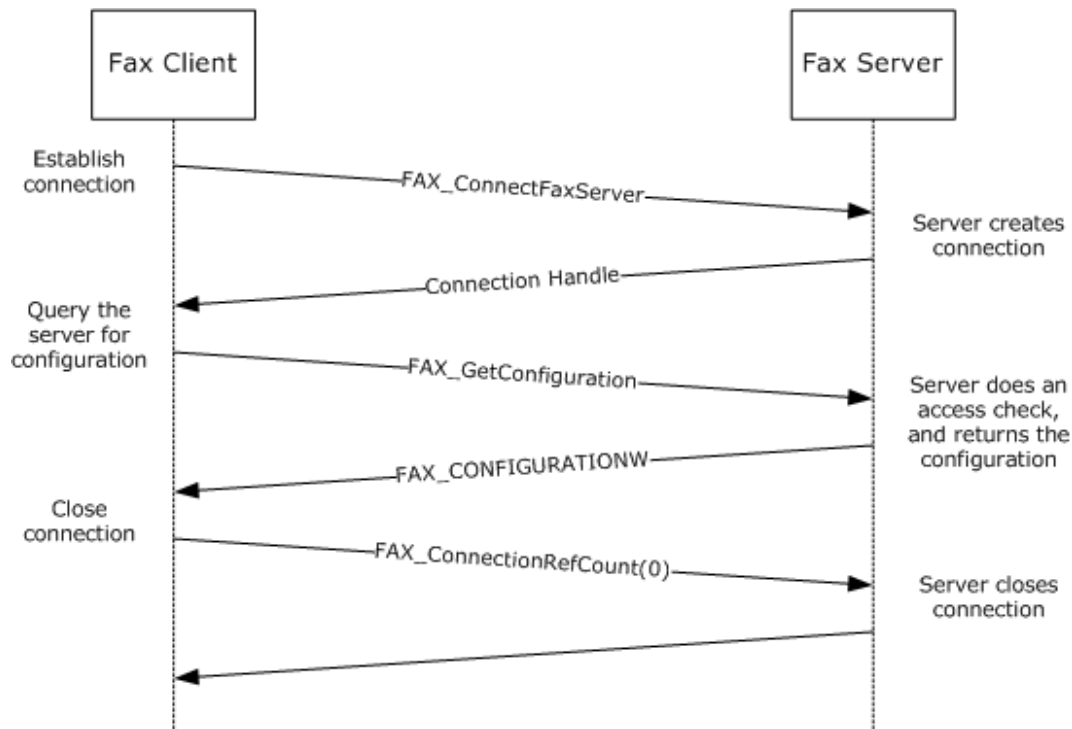 Fax Client
Fax Server
Establish
connection
FAX_ConnectFaxServer
Server creates
connection
Connection Handle
Query the
server for
configuration
FAX_GetConfiguration
Server does an
access check,
and returns the
configuration
FAX_CONFIGURATIONW
Close
connection
FAX_ConnectionRefCount(0)
Server closes
connection